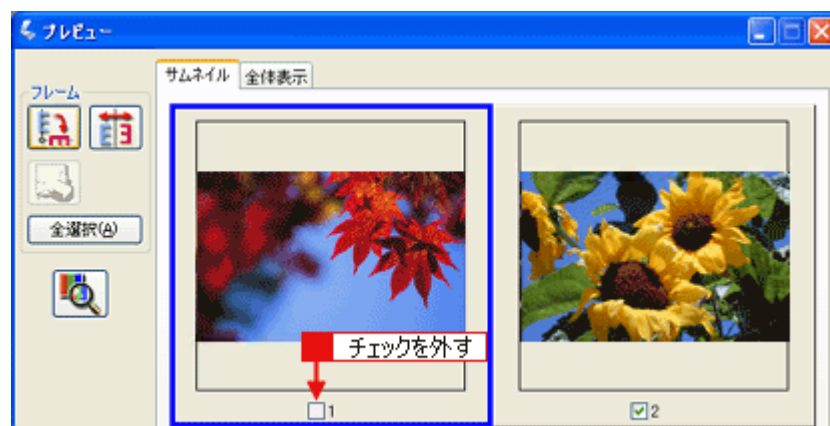 プレビュー
サムネイル 全体表示
フレーム
全選択(A)
チェックを外す
1
2